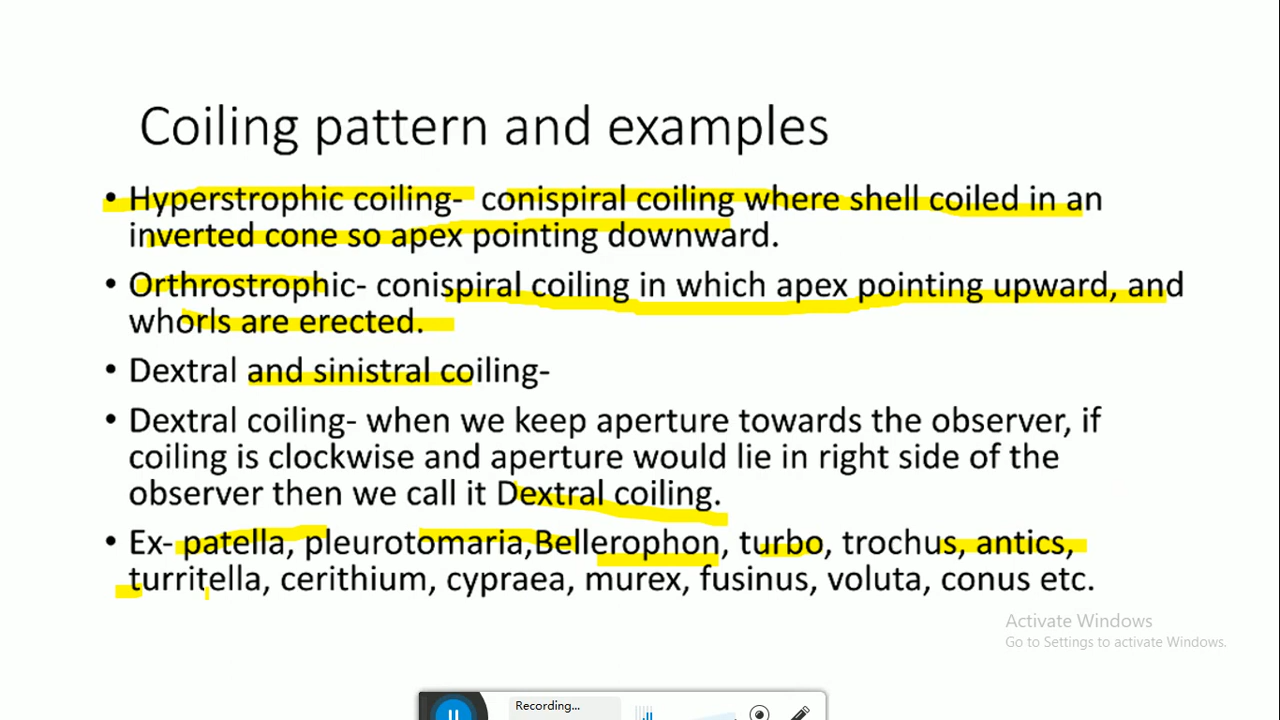 Coiling pattern and examples
• Hyperstrophic coiling- conispiral coiling where shell coiled in an
inverted cone so apex pointing downward.
• Orthrostrophic- conispiral coiling in which apex pointing upward, and
whorls are erected.
• Dextral and sinistral coiling-
• Dextral coiling- when we keep aperture towards the observer, if
coiling is clockwise and aperture would lie in right side of the
observer then we call it Dextral coiling.
• Ex- patella, pleurotomaria,Bellerophon, turbo, trochus, antics,
turritella, cerithium, cypraea, murex, fusinus, voluta, conus etc.
Activate Windows
Go to Settings to activate Windows.
Recording...